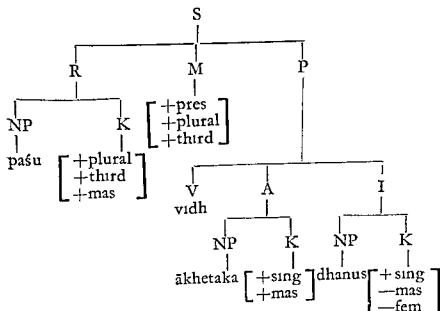 S
R M P
NP K [+pres
+plural
+third]
paśu [+plural
+third
+mas]
V A I
vidh
NP K NP K
ākhetaka [+sing
+mas] dhanus [+sing
—mas
—fem